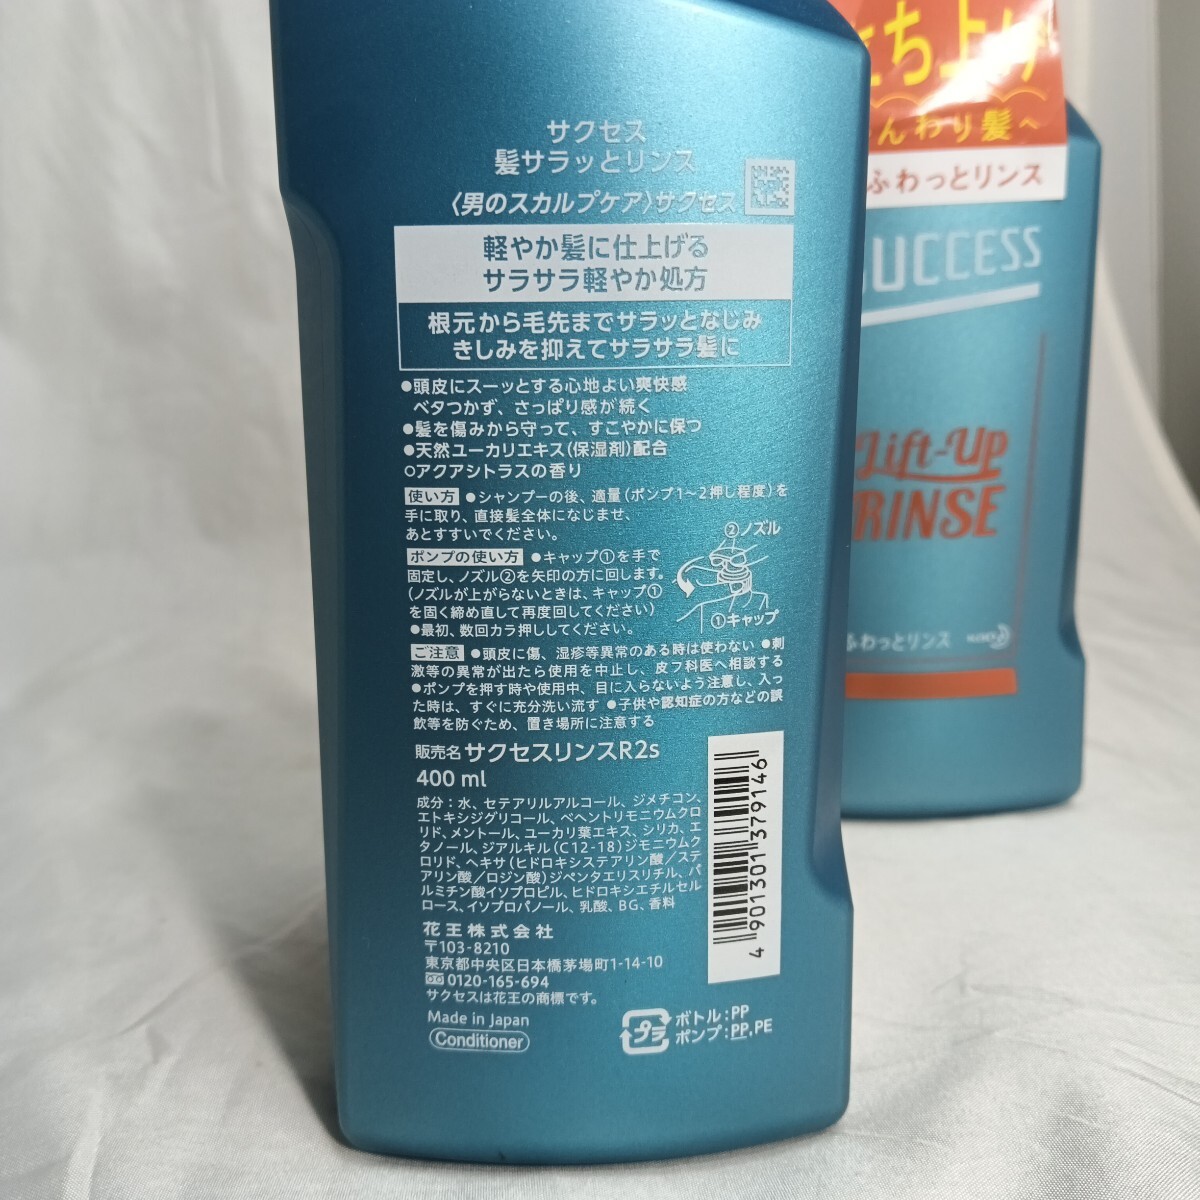 サクセス
髪サラッとリンス
〈男のスカルプケア〉サクセス
軽やか髪に仕上げる
サラサラ軽やか処方
根元から毛先までサラッとなじみ
きしみを抑えてサラサラ髪に
●頭皮にスーッとする心地よい爽快感
ベタつかず、さっぱり感が続く
●髪を傷みから守って、すこやかに保つ
●天然ユーカリエキス(保湿剤)配合
○アクアシトラスの香り
使い方 ●シャンプーの後、適量(ポンプ1~2押し程度)を
手に取り、直接髪全体になじませ、
あとすすいでください。
ポンプの使い方 ●キャップ①を手で
固定し、ノズル②を矢印の方に回します。
(ノズルが上がらないときは、キャップ①
を固く締め直して再度回してください)
●最初、数回カラ押ししてください。
②ノズル
①キャップ
ご注意 ●頭皮に傷、湿疹等異常のある時は使わない ●刺
激等の異常が出たら使用を中止し、皮フ科医へ相談する
●ポンプを押す時や使用中、目に入らないよう注意し、入っ
た時は、すぐに充分洗い流す ●子供や認知症の方などの誤
飲等を防ぐため、置き場所に注意する
販売名 サクセスリンスR2s
400 ml
成分：水、セテアリルアルコール、ジメチコン、
エトキシジグリコール、ベヘントリモニウムクロ
リド、メントール、ユーカリ葉エキス、シリカ、エ
タノール、ジアルキル(C12-18)ジモニウムク
ロリド、ヘキサ(ヒドロキシステアリン酸／ステ
アリン酸／ロジン酸)ジペンタエリスリチル、パ
ルミチン酸イソプロピル、ヒドロキシエチルセル
ロース、イソプロパノール、乳酸、BG、香料
花王株式会社
〒103-8210
東京都中央区日本橋茅場町1-14-10
0120-165-694
サクセスは花王の商標です。
Made in Japan
Conditioner
4 901301 379146
プラ
ボトル：PP
ポンプ：PP,PE
立ち上げ
ふんわり髪へ
ふわっとリンス
SUCCESS
Lift-Up
RINSE
ふわっとリンス
Kao